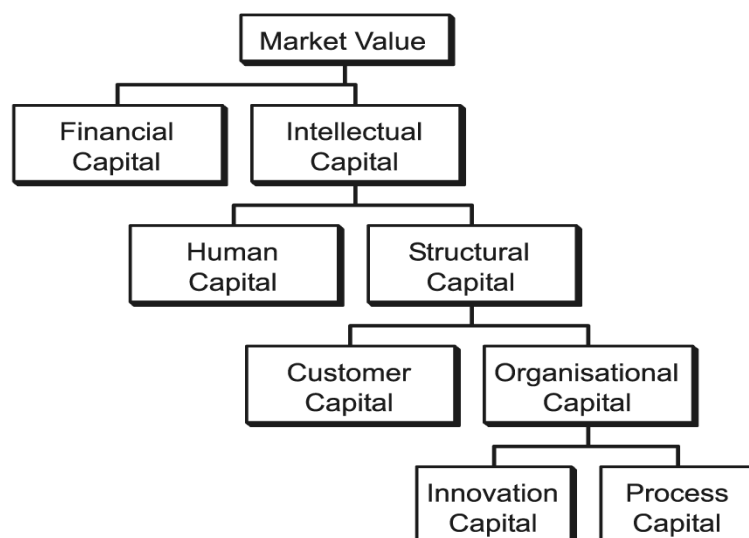 Market Value
Financial
Capital
Intellectual
Capital
Human
Capital
Structural
Capital
Customer
Capital
Organisational
Capital
Innovation
Capital
Process
Capital